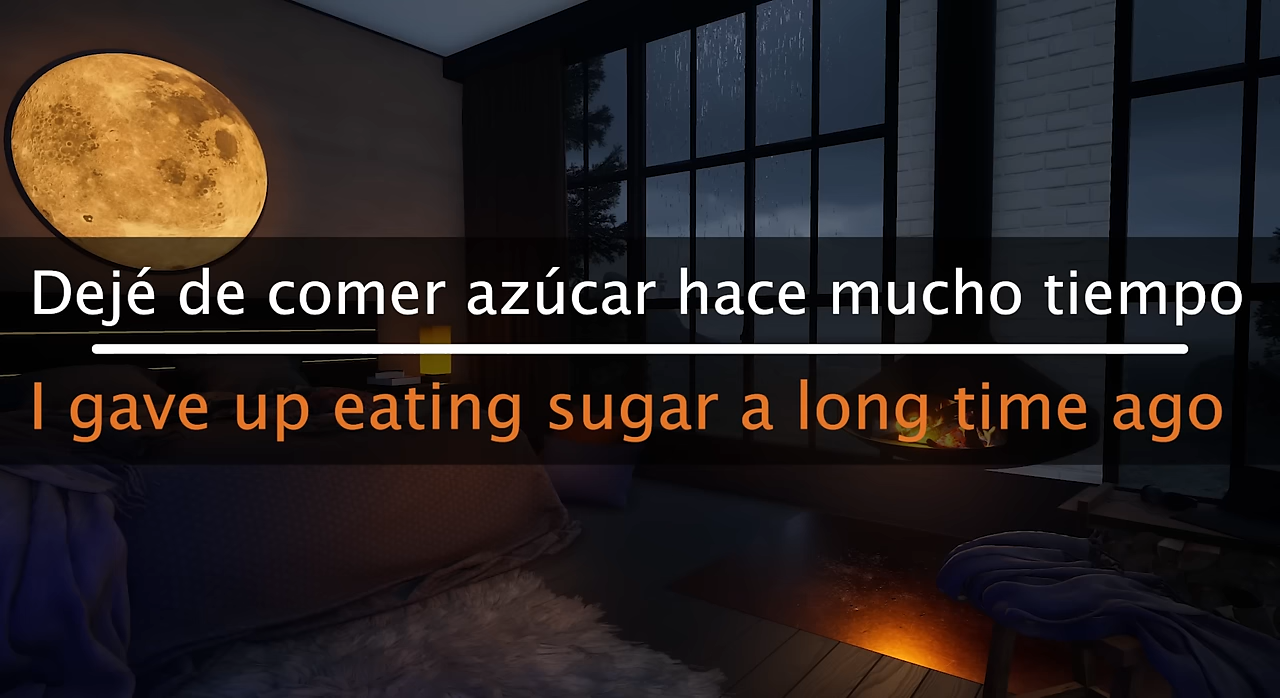 Dejé de comer azúcar hace mucho tiempo
I gave up eating sugar a long time ago